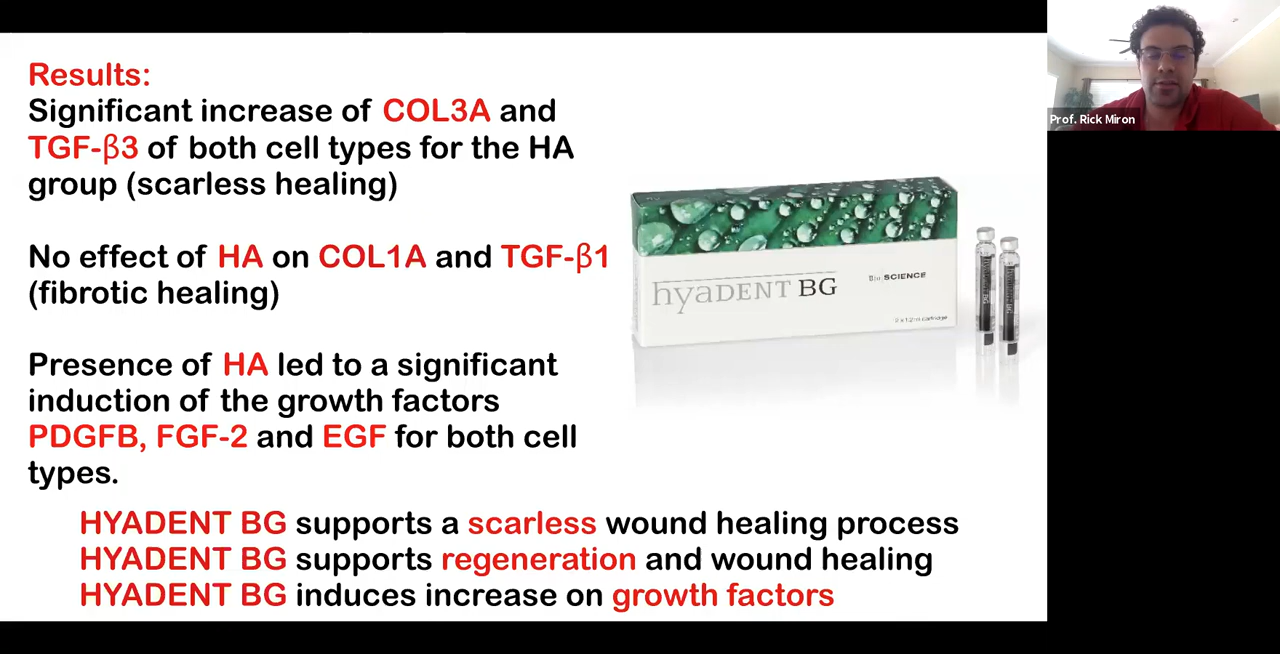 Results:
Significant increase of COL3A and
TGF-β3 of both cell types for the HA
group (scarless healing)
No effect of HA on COL1A and TGF-β1
(fibrotic healing)
Presence of HA led to a significant
induction of the growth factors
PDGFB, FGF-2 and EGF for both cell
types.
HYADENT BG supports a scarless wound healing process
HYADENT BG supports regeneration and wound healing
HYADENT BG induces increase on growth factors
hyaDENT BG
SCIENCE
Prof. Rick Miron